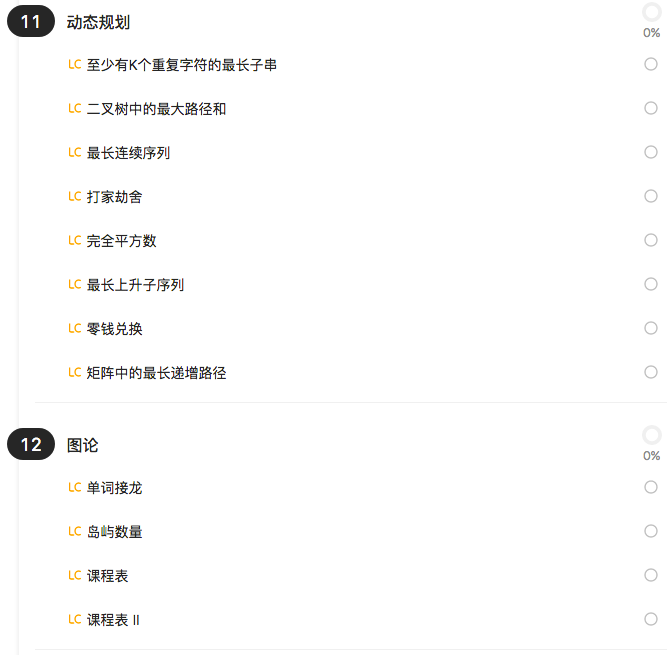 11 动态规划
0%
LC 至少有K个重复字符的最长子串
LC 二叉树中的最大路径和
LC 最长连续序列
LC 打家劫舍
LC 完全平方数
LC 最长上升子序列
LC 零钱兑换
LC 矩阵中的最长递增路径
12 图论
0%
LC 单词接龙
LC 岛屿数量
LC 课程表
LC 课程表 II